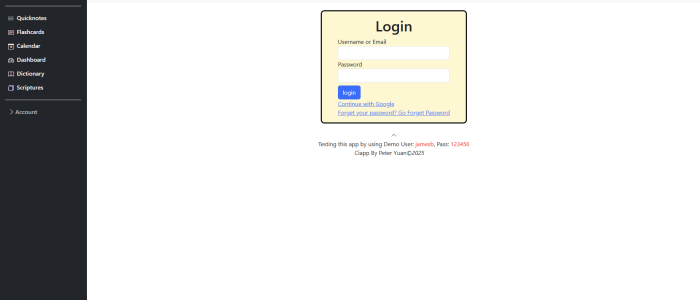 Quicknotes
Flashcards
Calendar
Dashboard
Dictionary
Scriptures
Account
Login
Username or Email
Password
login
Continue with Google
Forget your password? Go Forget Password
Testing this app by using Demo User: jamesb, Pass: 123456
Ciapp By Peter Yuan©2025